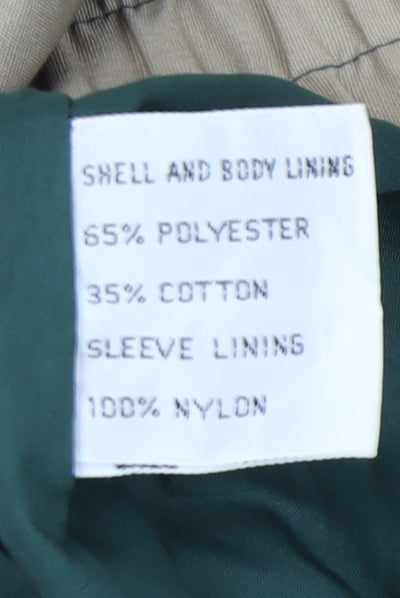 SHELL AND BODY LINING
65% POLYESTER
35% COTTON
SLEEVE LINING
100% NYLON